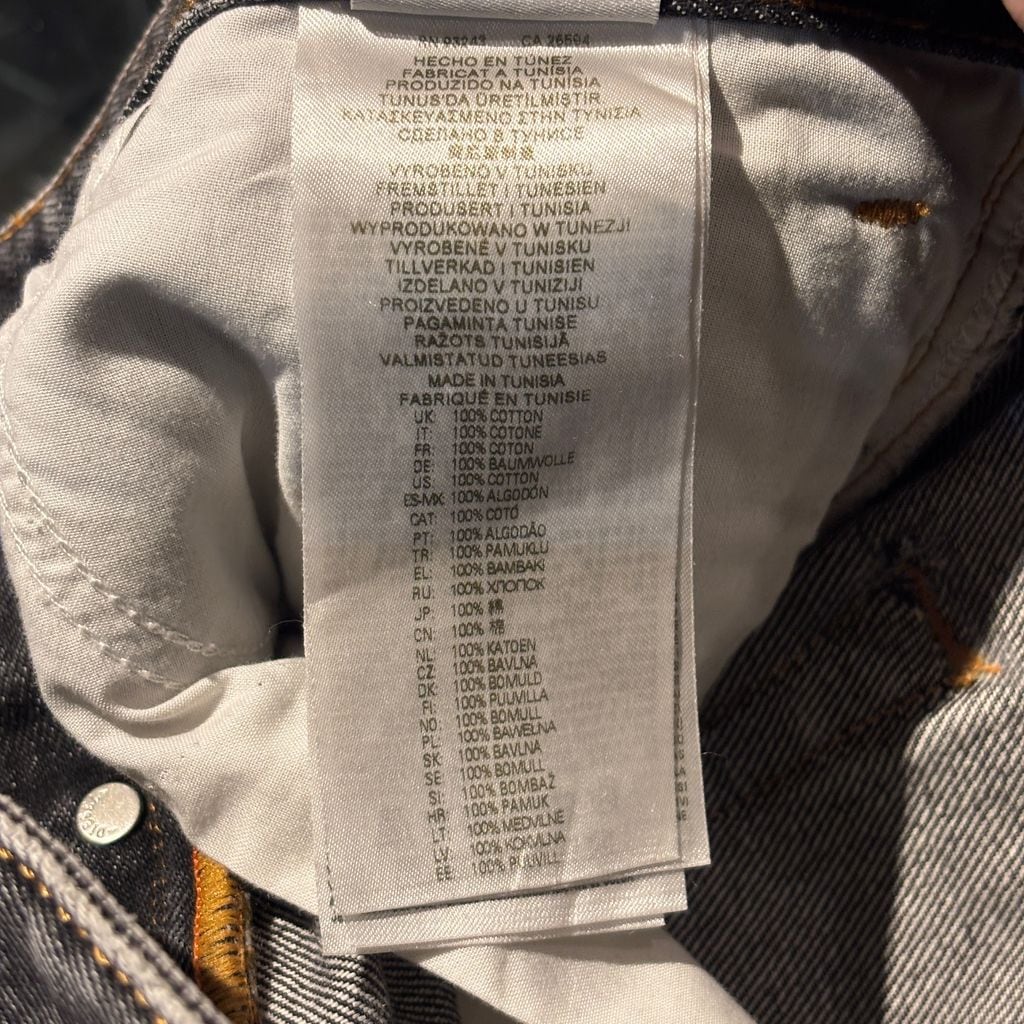 RN 93243 CA 26594
HECHO EN TÚNEZ
FABRICAT A TUNÍSIA
PRODUZIDO NA TUNÍSIA
TUNUS'DA ÜRETİLMİŞTİR
ΚΑΤΑΣΚΕΥΑΣΜΕΝΟ ΣΤΗΝ ΤΥΝΙΣΙΑ
СДЕЛАНО В ТУНИСЕ
VYROBENO V TUNISKU
FREMSTILLET I TUNESIEN
PRODUSERT I TUNISIA
WYPRODUKOWANO W TUNEZJI
VYROBENÉ V TUNISKU
TILLVERKAD I TUNISIEN
IZDELANO V TUNIZIJI
PROIZVEDENO U TUNISU
PAGAMINTA TUNISE
RAŽOTS TUNISIJĀ
VALMISTATUD TUNEESIAS
MADE IN TUNISIA
FABRIQUÉ EN TUNISIE
UK: 100% COTTON
IT: 100% COTONE
FR: 100% COTON
DE: 100% BAUMWOLLE
US: 100% COTTON
ES-MX: 100% ALGODÓN
CAT: 100% COTÓ
PT: 100% ALGODÃO
TR: 100% PAMUKLU
EL: 100% ΒΑΜΒΑΚΙ
RU: 100% ХЛОПОК
JP: 100% 綿
CN: 100% 棉
NL: 100% KATOEN
CZ: 100% BAVLNA
DK: 100% BOMULD
FI: 100% PUUVILLA
NO: 100% BOMULL
PL: 100% BAWEŁNA
SK: 100% BAVLNA
SE: 100% BOMULL
SI: 100% BOMBAŽ
HR: 100% PAMUK
LT: 100% MEDVILNĖ
LV: 100% KOKVILNA
EE: 100% PUUVILL